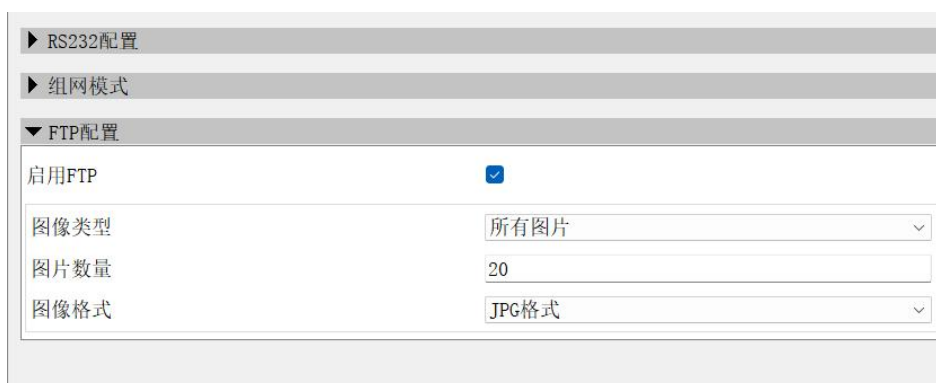 RS232配置
组网模式
FTP配置
启用FTP
图像类型 所有图片
图片数量 20
图像格式 JPG格式